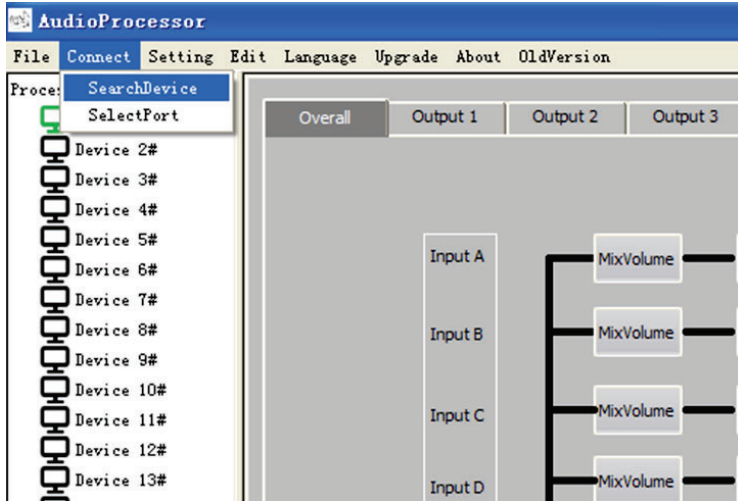 AudioProcessor
File Connect Setting Edit Language Upgrade About OldVersion
SearchDevice
SelectPort
Overall Output 1 Output 2 Output 3
Device 2#
Device 3#
Device 4#
Device 5#
Device 6#
Device 7#
Device 8#
Device 9#
Device 10#
Device 11#
Device 12#
Device 13#
Input A MixVolume
Input B MixVolume
Input C MixVolume
Input D MixVolume